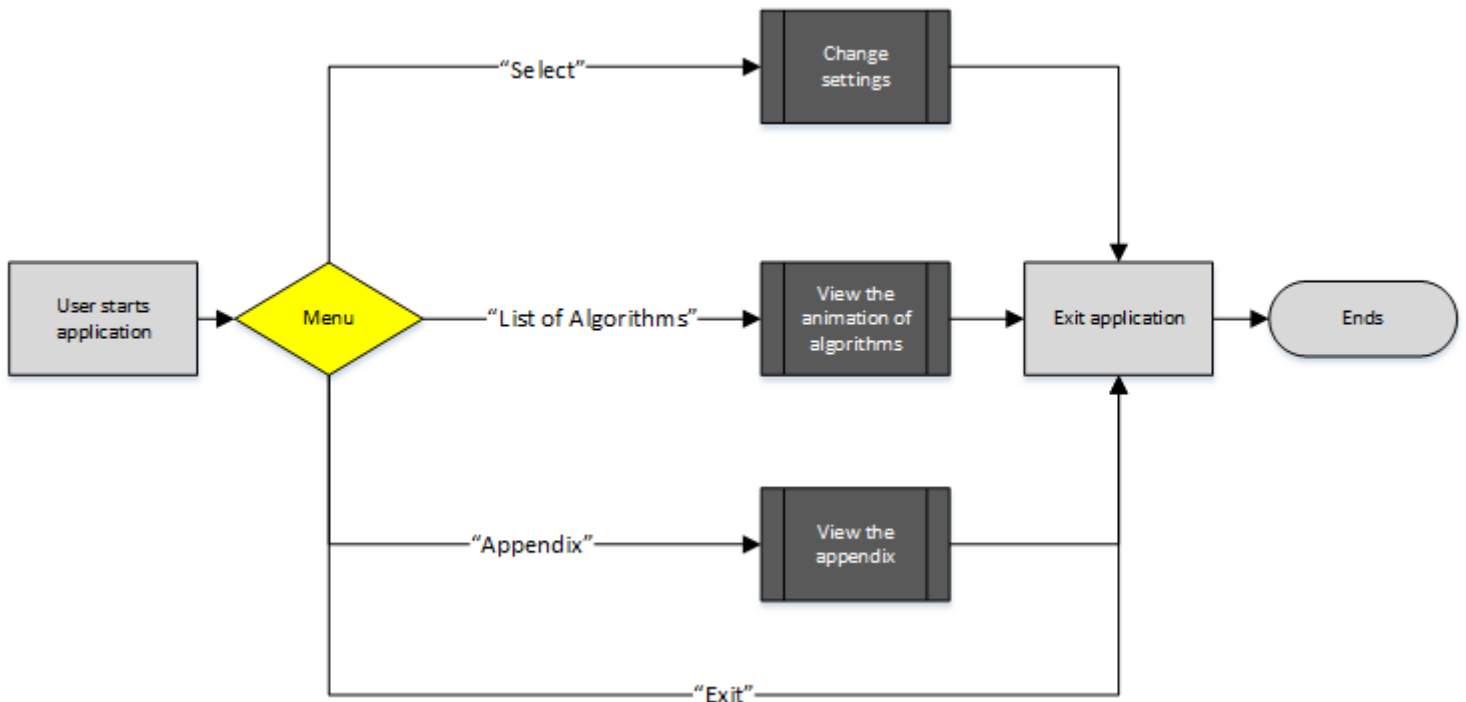 “Select”
Change
settings
User starts
application
Menu
“List of Algorithms”
View the
animation of
algorithms
Exit application
Ends
“Appendix”
View the
appendix
“Exit”